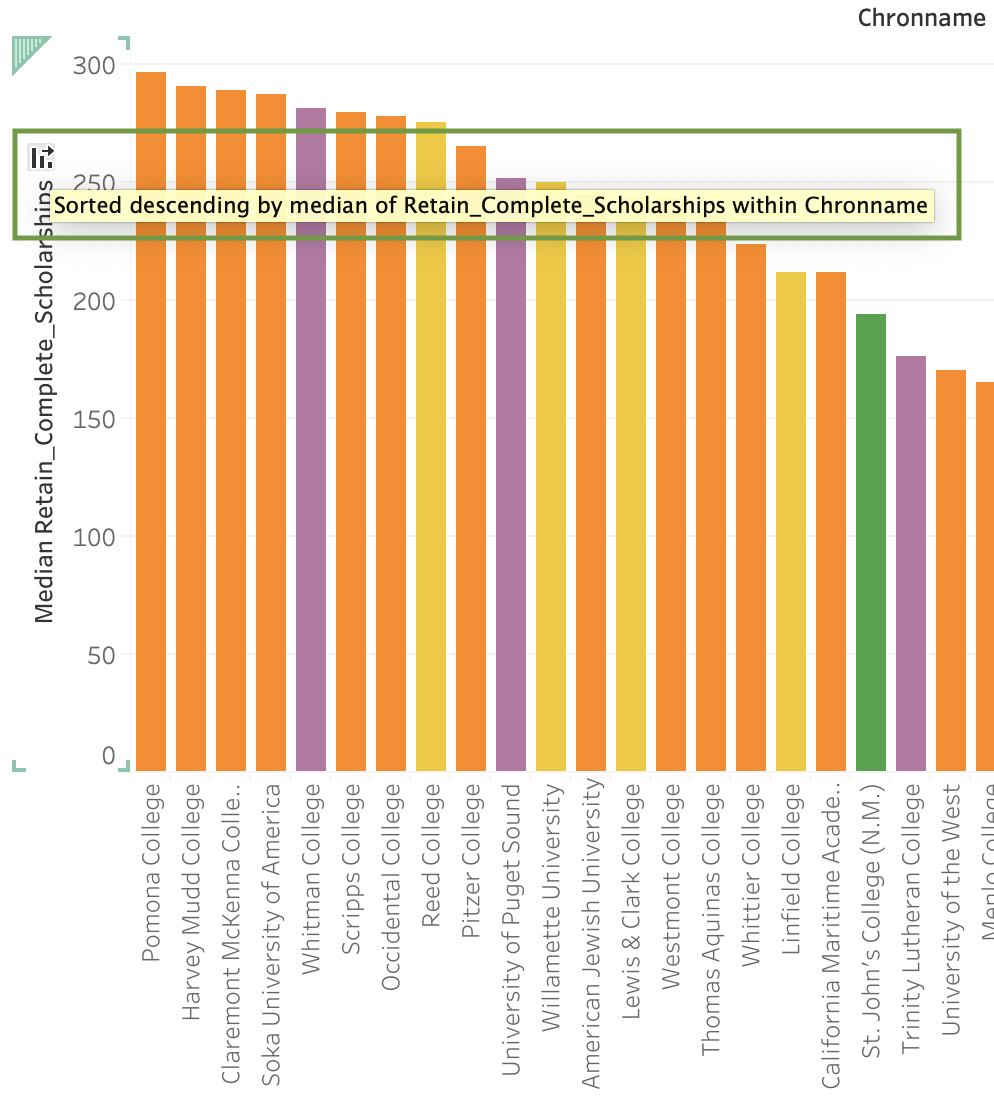 Chronname
300
250
200
150
100
50
0
Median Retain_Complete_Scholarships
Sorted descending by median of Retain_Complete_Scholarships within Chronname
Pomona College
Harvey Mudd College
Claremont McKenna Colle..
Soka University of America
Whitman College
Scripps College
Occidental College
Reed College
Pitzer College
University of Puget Sound
Willamette University
American Jewish University
Lewis & Clark College
Westmont College
Thomas Aquinas College
Whittier College
Linfield College
California Maritime Acade..
St. John's College (N.M.)
Trinity Lutheran College
University of the West
Menlo College